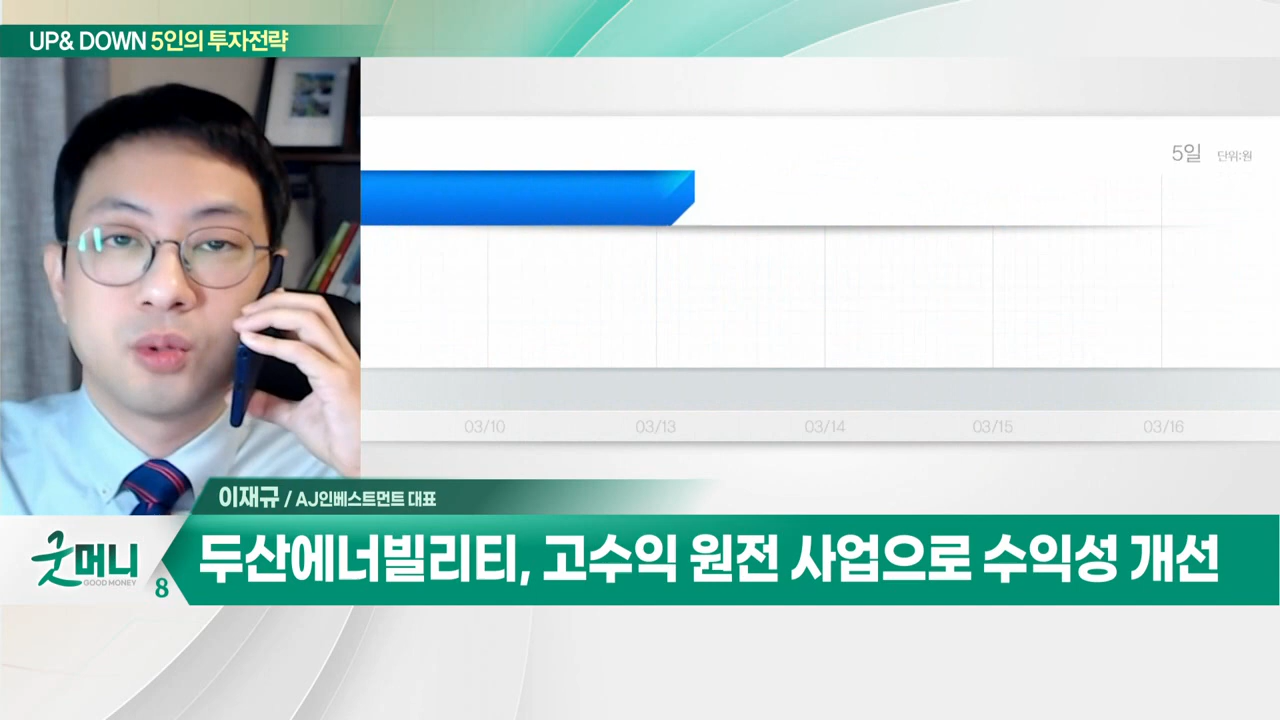 UP& DOWN 5인의 투자전략
5일 단위:원
03/10 03/13 03/14 03/15 03/16
이재규 / AJ인베스트먼트 대표
굿머니
GOOD MONEY
8
두산에너빌리티, 고수익 원전 사업으로 수익성 개선